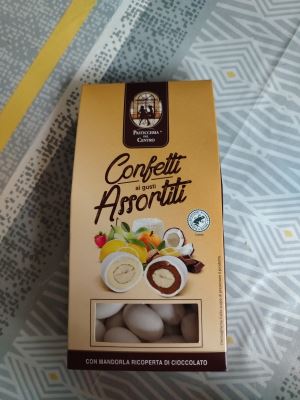 PASTICCERIA
DEL
CENTRO
Confetti
ai gusti
Assortiti
CON MANDORLA RICOPERTA DI CIOCCOLATO